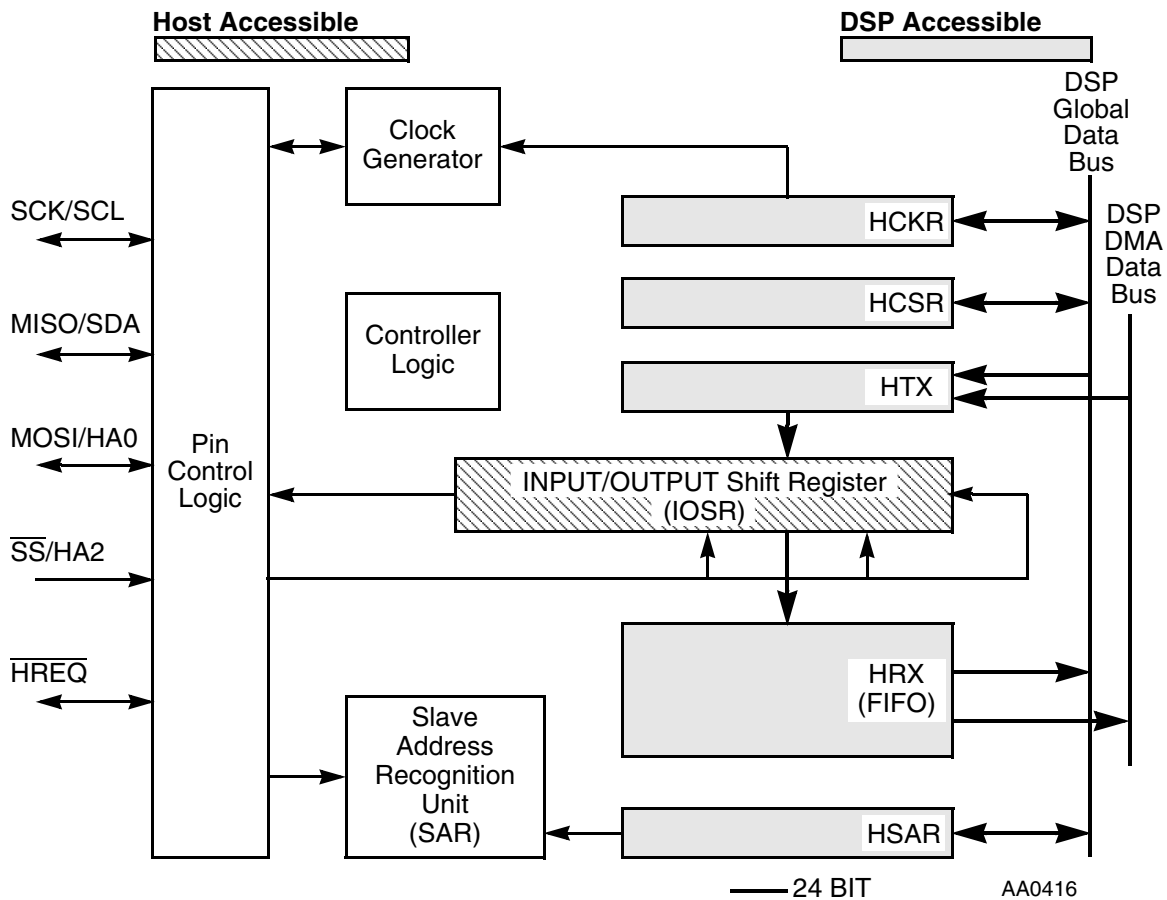 Host Accessible
DSP Accessible
DSP
Global
Data
Bus
DSP
DMA
Data
Bus
Clock
Generator
SCK/SCL
HCKR
HCSR
MISO/SDA
Controller
Logic
HTX
MOSI/HA0
Pin
Control
Logic
INPUT/OUTPUT Shift Register
(IOSR)
SS/HA2
HREQ
HRX
(FIFO)
Slave
Address
Recognition
Unit
(SAR)
HSAR
24 BIT
AA0416